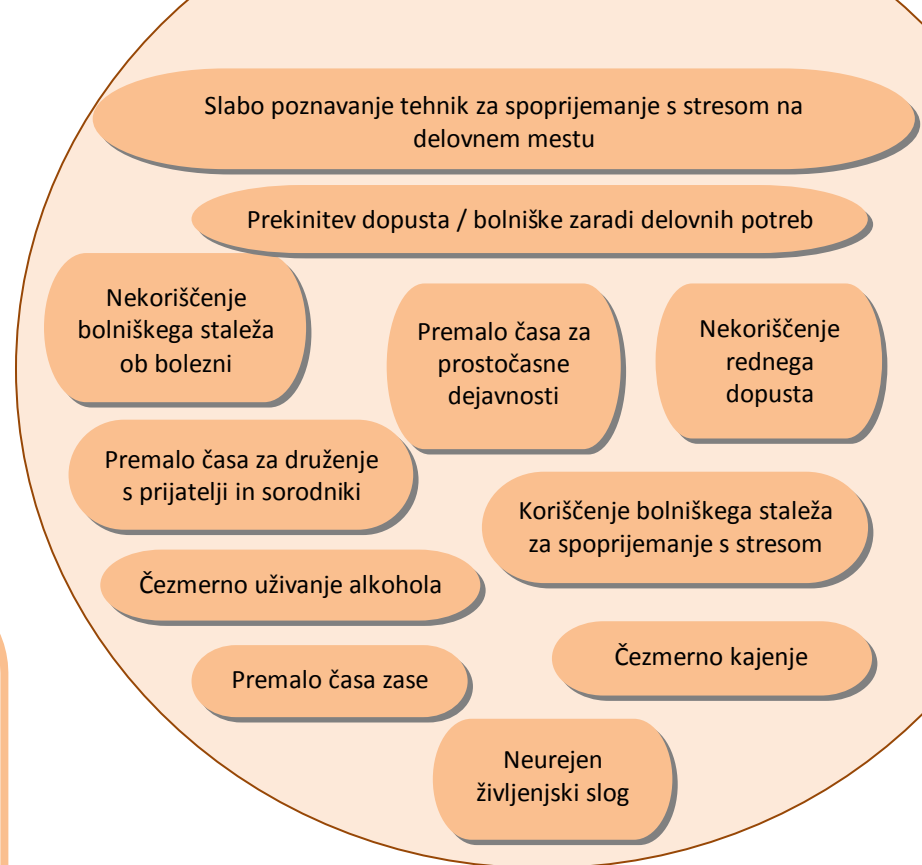 Slabo poznavanje tehnik za spoprijemanje s stresom na
delovnem mestu
Prekinitev dopusta / bolniške zaradi delovnih potreb
Nekoriščenje
bolniškega staleža
ob bolezni
Premalo časa za
prostočasne
dejavnosti
Nekoriščenje
rednega
dopusta
Premalo časa za druženje
s prijatelji in sorodniki
Koriščenje bolniškega staleža
za spoprijemanje s stresom
Čezmerno uživanje alkohola
Čezmerno kajenje
Premalo časa zase
Neurejen
življenjski slog